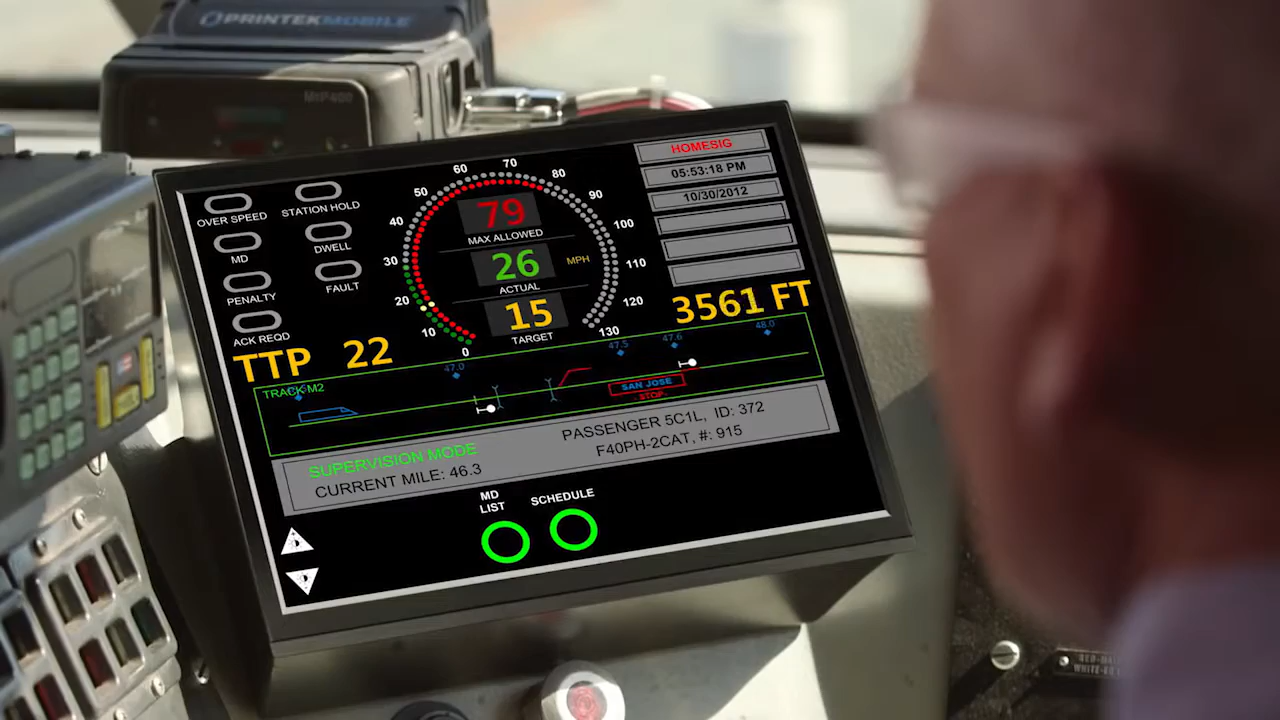 PRINTEKMOBILE
MtP400
OVER SPEED
STATION HOLD
MD
DWELL
PENALTY
FAULT
ACK REQD
0
10
20
30
40
50
60
70
80
90
100
110
120
130
79
MAX ALLOWED
26
MPH
ACTUAL
15
TARGET
HOMESIG
05:53:18 PM
10/30/2012
TTP 22
3561 FT
TRACK:M2
47.0
47.5
47.6
48.0
SAN JOSE
-STOP-
SUPERVISION MODE
CURRENT MILE: 46.3
PASSENGER 5C1L, ID: 372
F40PH-2CAT, #: 915
MD
LIST
SCHEDULE